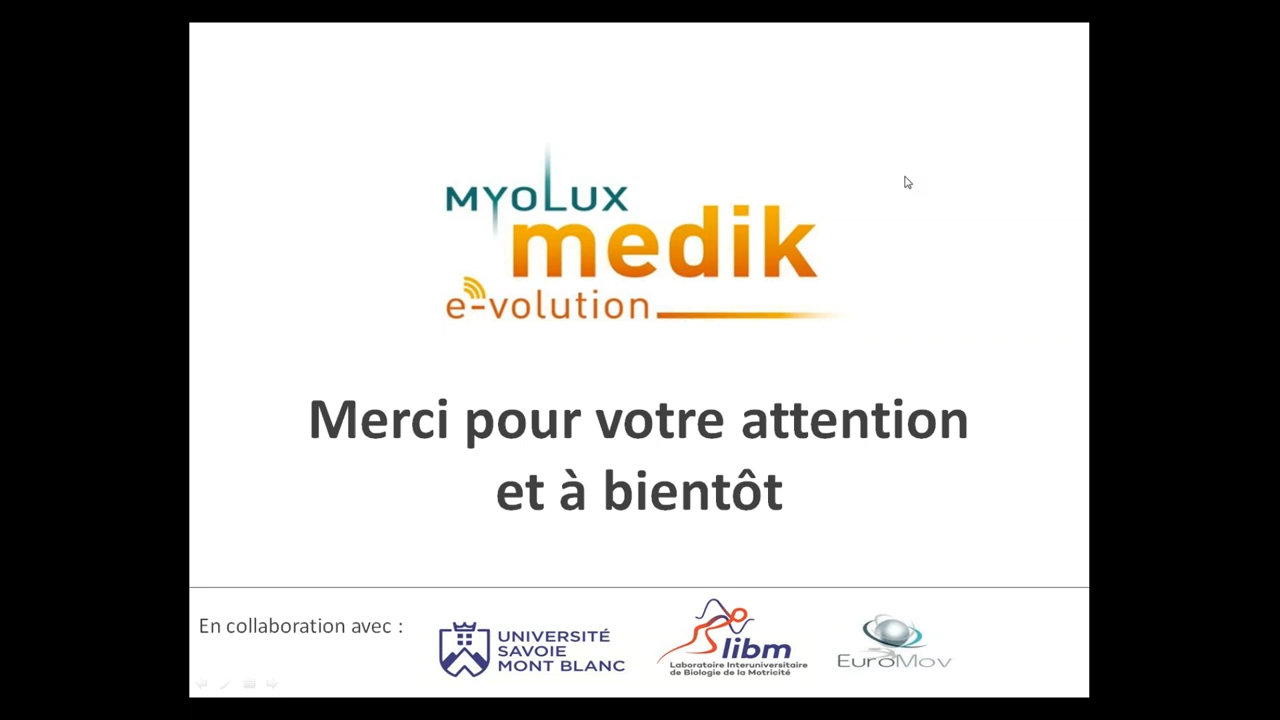 MYOLUX
medik
e-volution
Merci pour votre attention
et à bientôt
En collaboration avec :
UNIVERSITÉ
SAVOIE
MONT BLANC
libm
Laboratoire Interuniversitaire
de Biologie de la Motricité
EuroMov